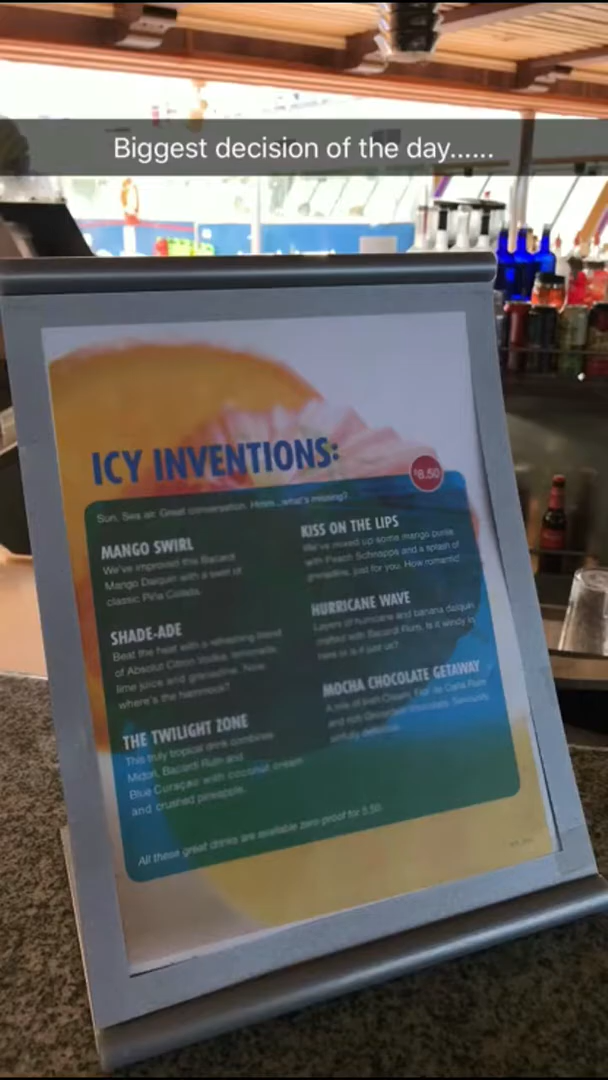 Biggest decision of the day......
ICY INVENTIONS:
$8.50
Sun. Sea air. Great conversation. Hmm...what's missing?
MANGO SWIRL
We've improved the Bacardi
Mango Daiquiri with a swirl of
classic Piña Colada.
SHADE-ADE
Beat the heat with a refreshing blend
of Absolut Citron Vodka, lemonade,
lime juice and grenadine. Now
where's the hammock?
THE TWILIGHT ZONE
This truly tropical drink combines
Midori, Bacardi Rum and
Blue Curaçao with coconut cream
and crushed pineapple.
KISS ON THE LIPS
We've mixed up some mango purée
with Peach Schnapps and a splash of
grenadine, just for you. How romantic!
HURRICANE WAVE
Layers of hurricane and banana daiquiri
crafted with Bacardi Rum. Is it windy in
here or is it just us?
MOCHA CHOCOLATE GETAWAY
A mix of Irish Cream, Flor de Caña Rum
and rich chocolate. Seriously,
sinfully delicious.
All these great drinks are available zero proof for 5.50.